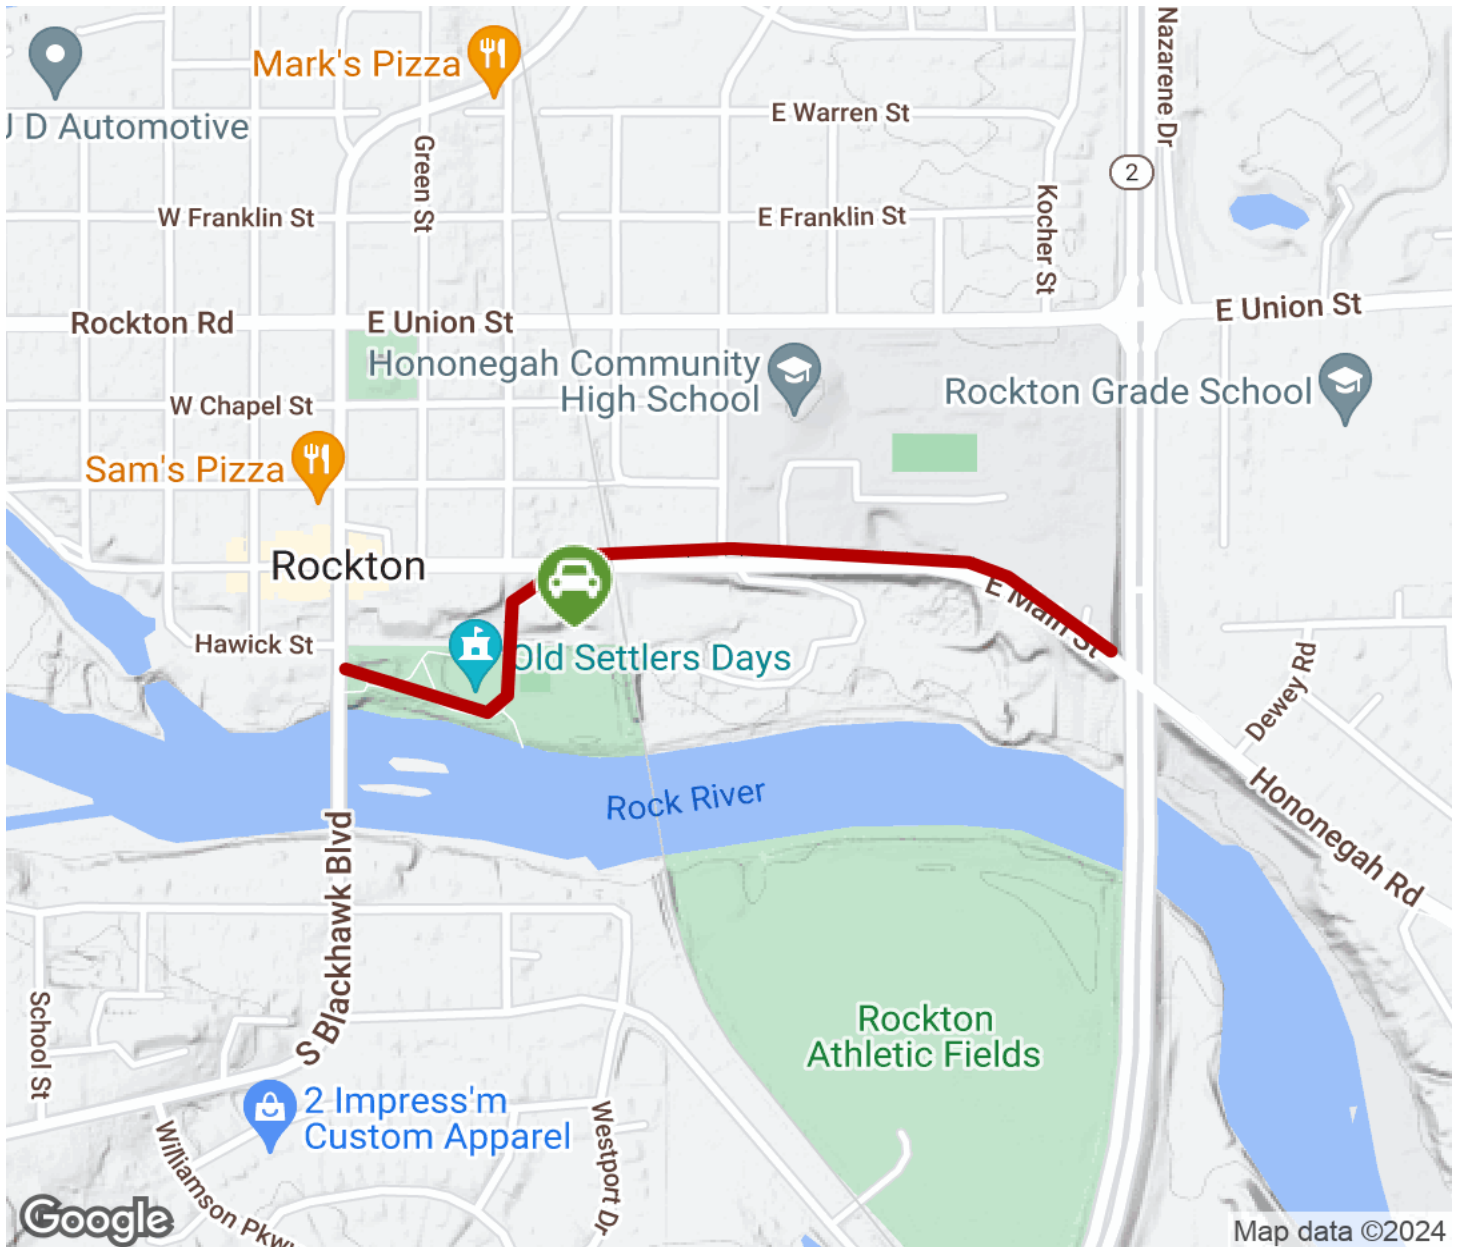 Mark's Pizza
J D Automotive
Green St
E Warren St
Nazarene Dr
2
W Franklin St
E Franklin St
Kocher St
Rockton Rd
E Union St
E Union St
Hononegah Community
High School
Rockton Grade School
W Chapel St
Sam's Pizza
Rockton
E Main St
Hawick St
Old Settlers Days
Dewey Rd
Rock River
Hononegah Rd
S Blackhawk Blvd
School St
Rockton
Athletic Fields
2 Impress'm
Custom Apparel
Westport Dr
Williamson Pkwy
Google
Map data ©2024